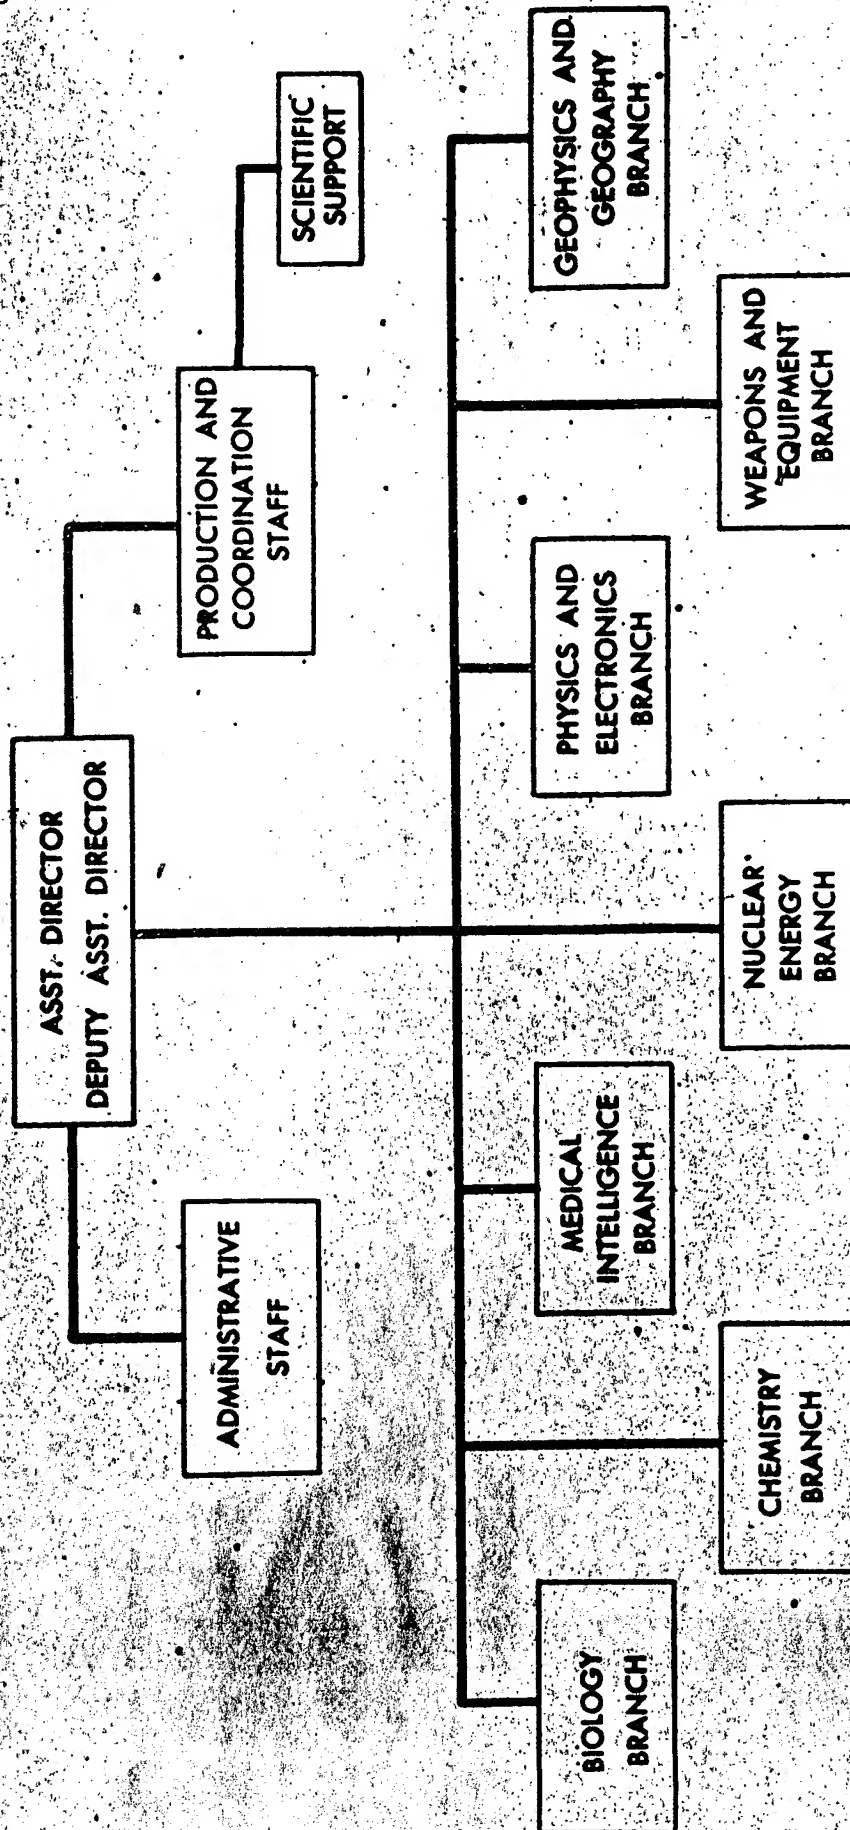 ASST. DIRECTOR
DEPUTY ASST. DIRECTOR
ADMINISTRATIVE
STAFF
PRODUCTION AND
COORDINATION
STAFF
SCIENTIFIC
SUPPORT
BIOLOGY
BRANCH
CHEMISTRY
BRANCH
MEDICAL
INTELLIGENCE
BRANCH
NUCLEAR
ENERGY
BRANCH
PHYSICS AND
ELECTRONICS
BRANCH
WEAPONS AND
EQUIPMENT
BRANCH
GEOPHYSICS AND
GEOGRAPHY
BRANCH